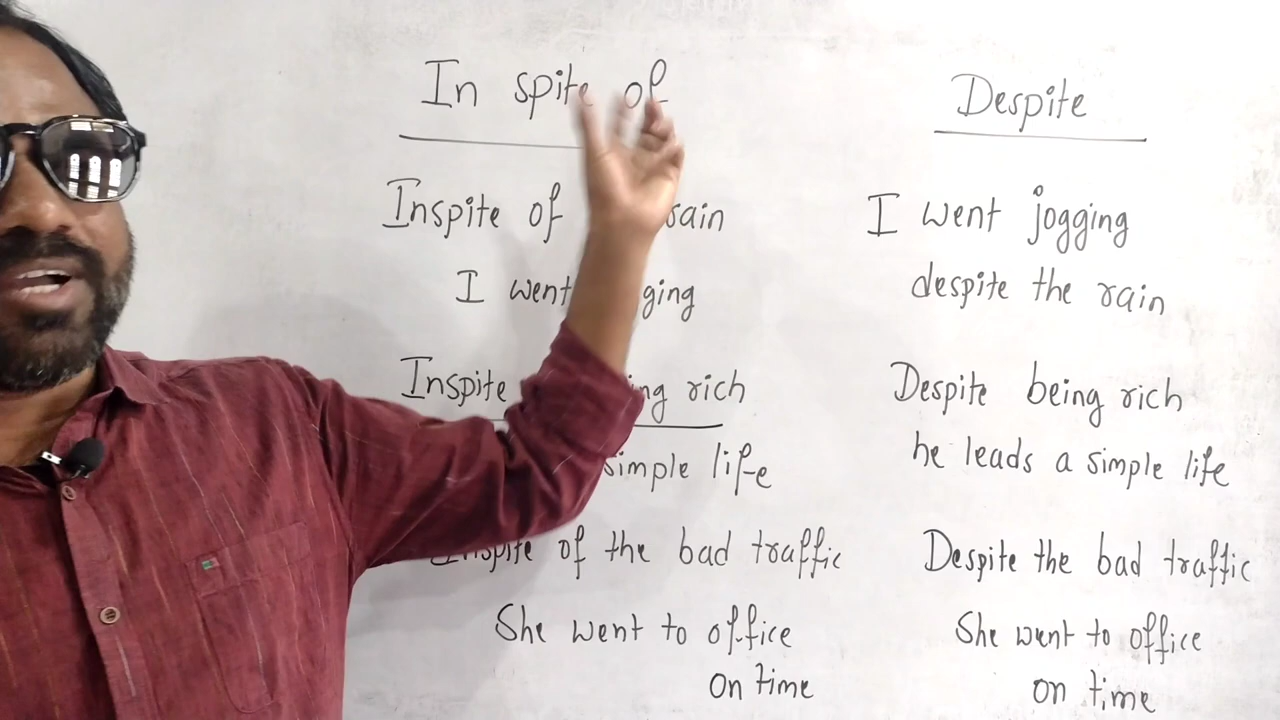 In spite of
Inspite of rain
I went ging
Inspite ing rich
simple life
Inspite of the bad traffic
She went to office
on time
Despite
I went jogging
despite the rain
Despite being rich
he leads a simple life
Despite the bad traffic
She went to office
on time